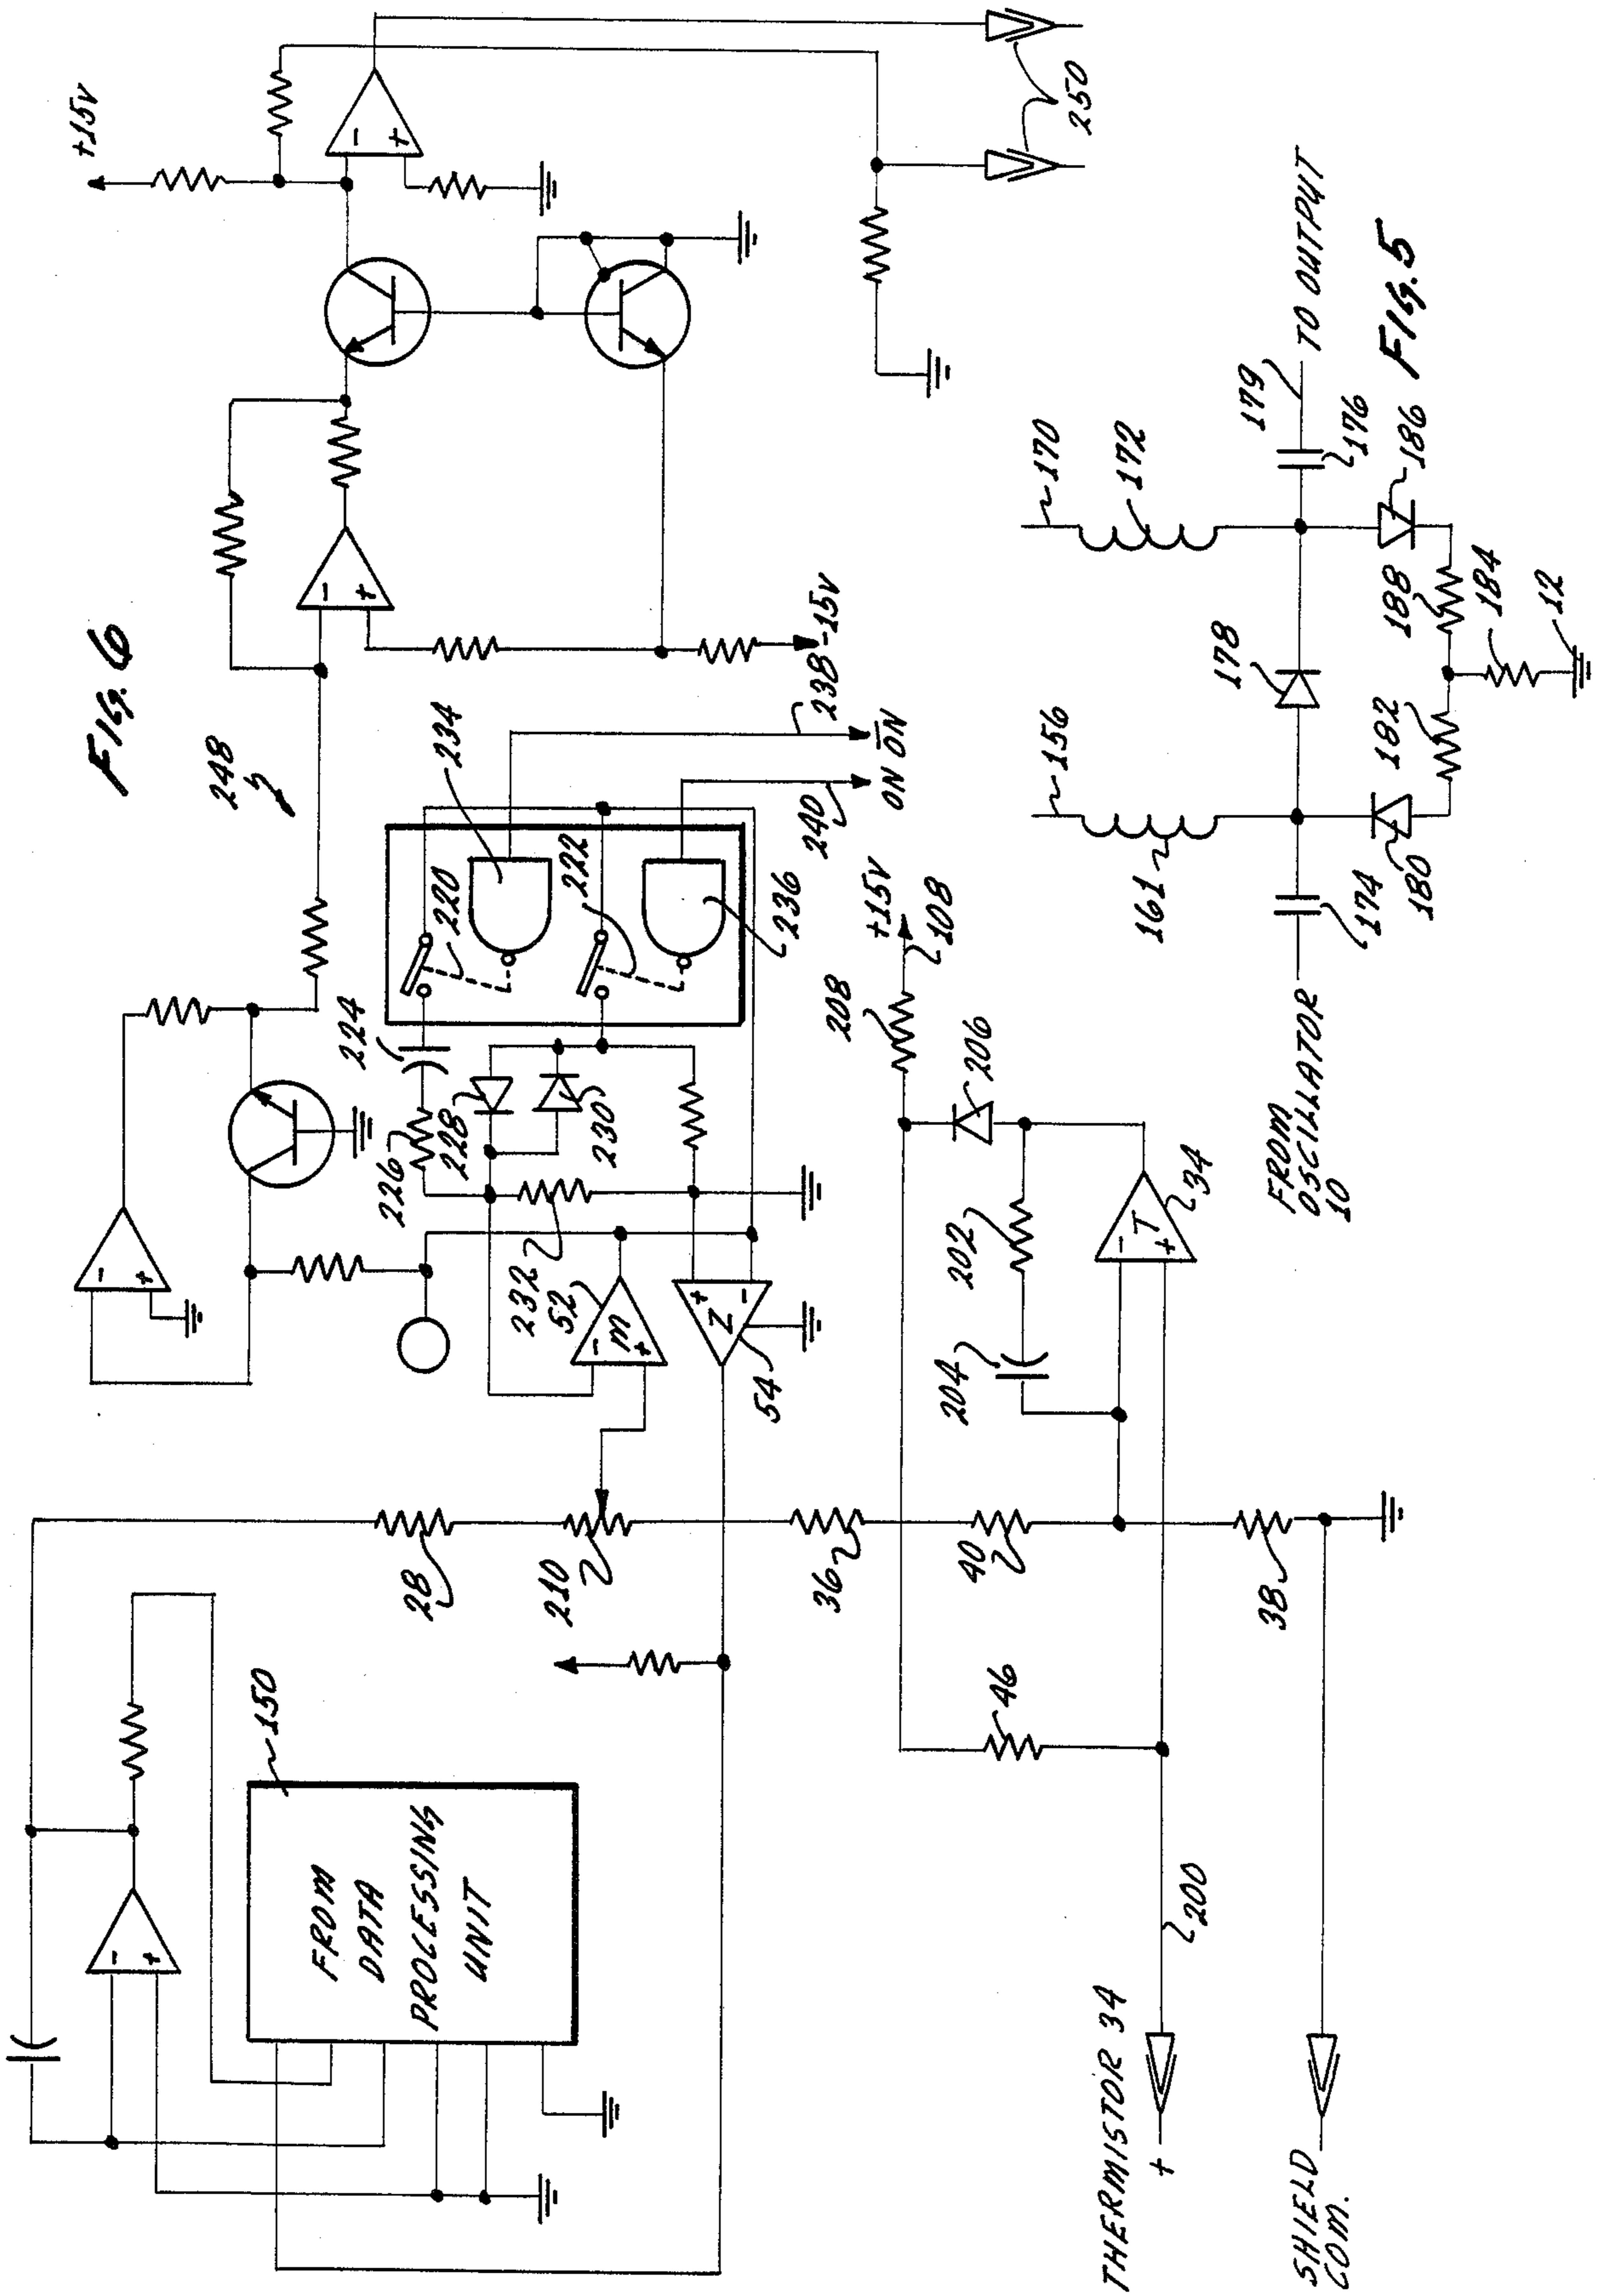 FIG. 6
+15V
248
250
150
FROM
DATA
PROCESSING
UNIT
28
210
36
40
38
46
- +
- +
- +
- +
224
226
228
230
232
52
- M +
+ Z -
54
220
234
222
236
238
-15V
240
ON O̅N̅
204
202
206
208
+15V
108
- T +
34
200
THERMISTOR 34
+
SHIELD
COM.
FIG. 5
156
161
170
172
174
178
176
179
TO OUTPUT
FROM
OSCILLATOR
10
180
182
188
186
184
12